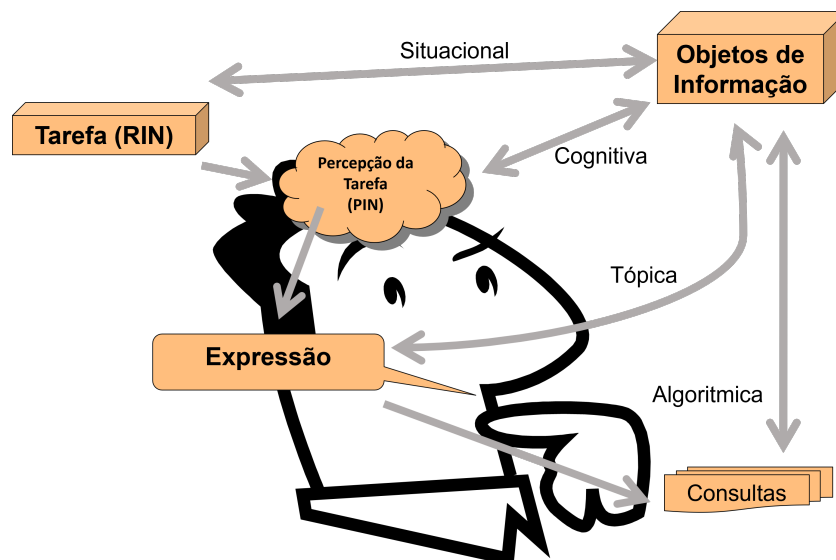 Situacional
Objetos de
Informação
Tarefa (RIN)
Percepção da
Tarefa
(PIN)
Cognitiva
Tópica
Expressão
Algoritmica
Consultas